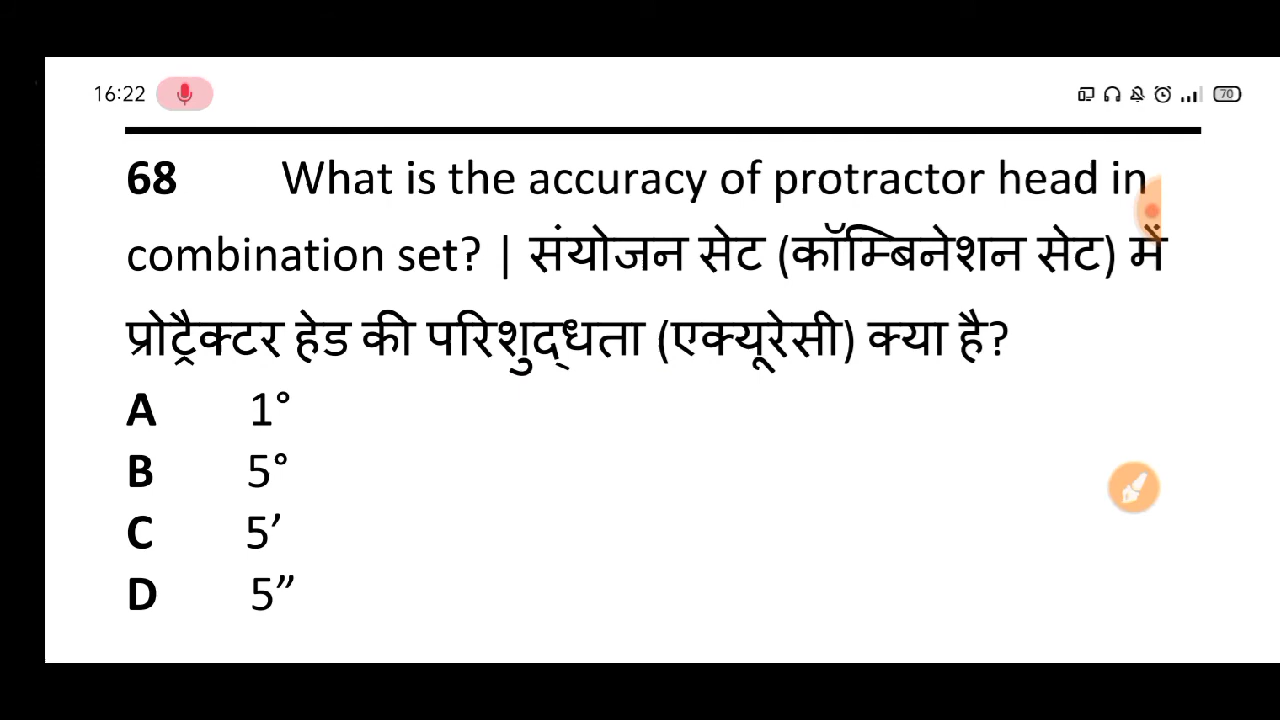 16:22
70
68 What is the accuracy of protractor head in
combination set? | संयोजन सेट (कॉम्बिनेशन सेट) में
प्रोट्रैक्टर हेड की परिशुद्धता (एक्यूरेसी) क्या है?
A 1°
B 5°
C 5’
D 5”